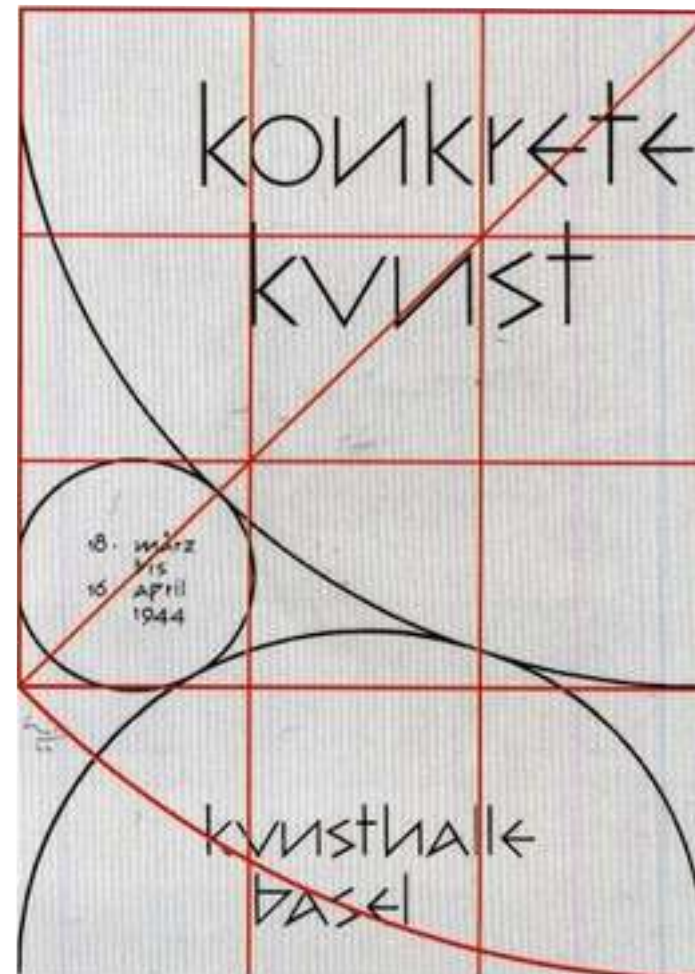 konkrete
kunst
18. märz
bis
16. april
1944
kunsthalle
basel